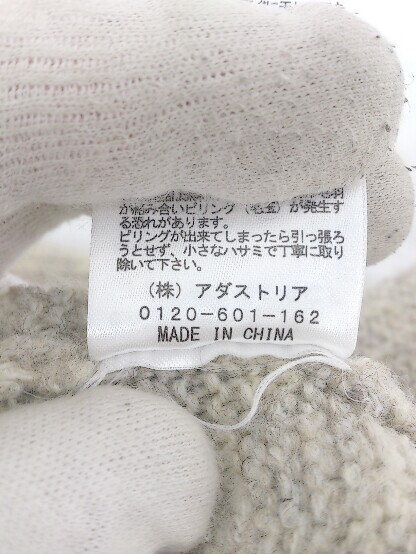 が絡み合いピリング（毛玉）が発生す
る恐れがあります。
ピリングが出来てしまったら引っ張ろ
うとせず、小さなハサミで丁寧に取り
除いて下さい。
（株）アダストリア
0120-601-162
MADE IN CHINA